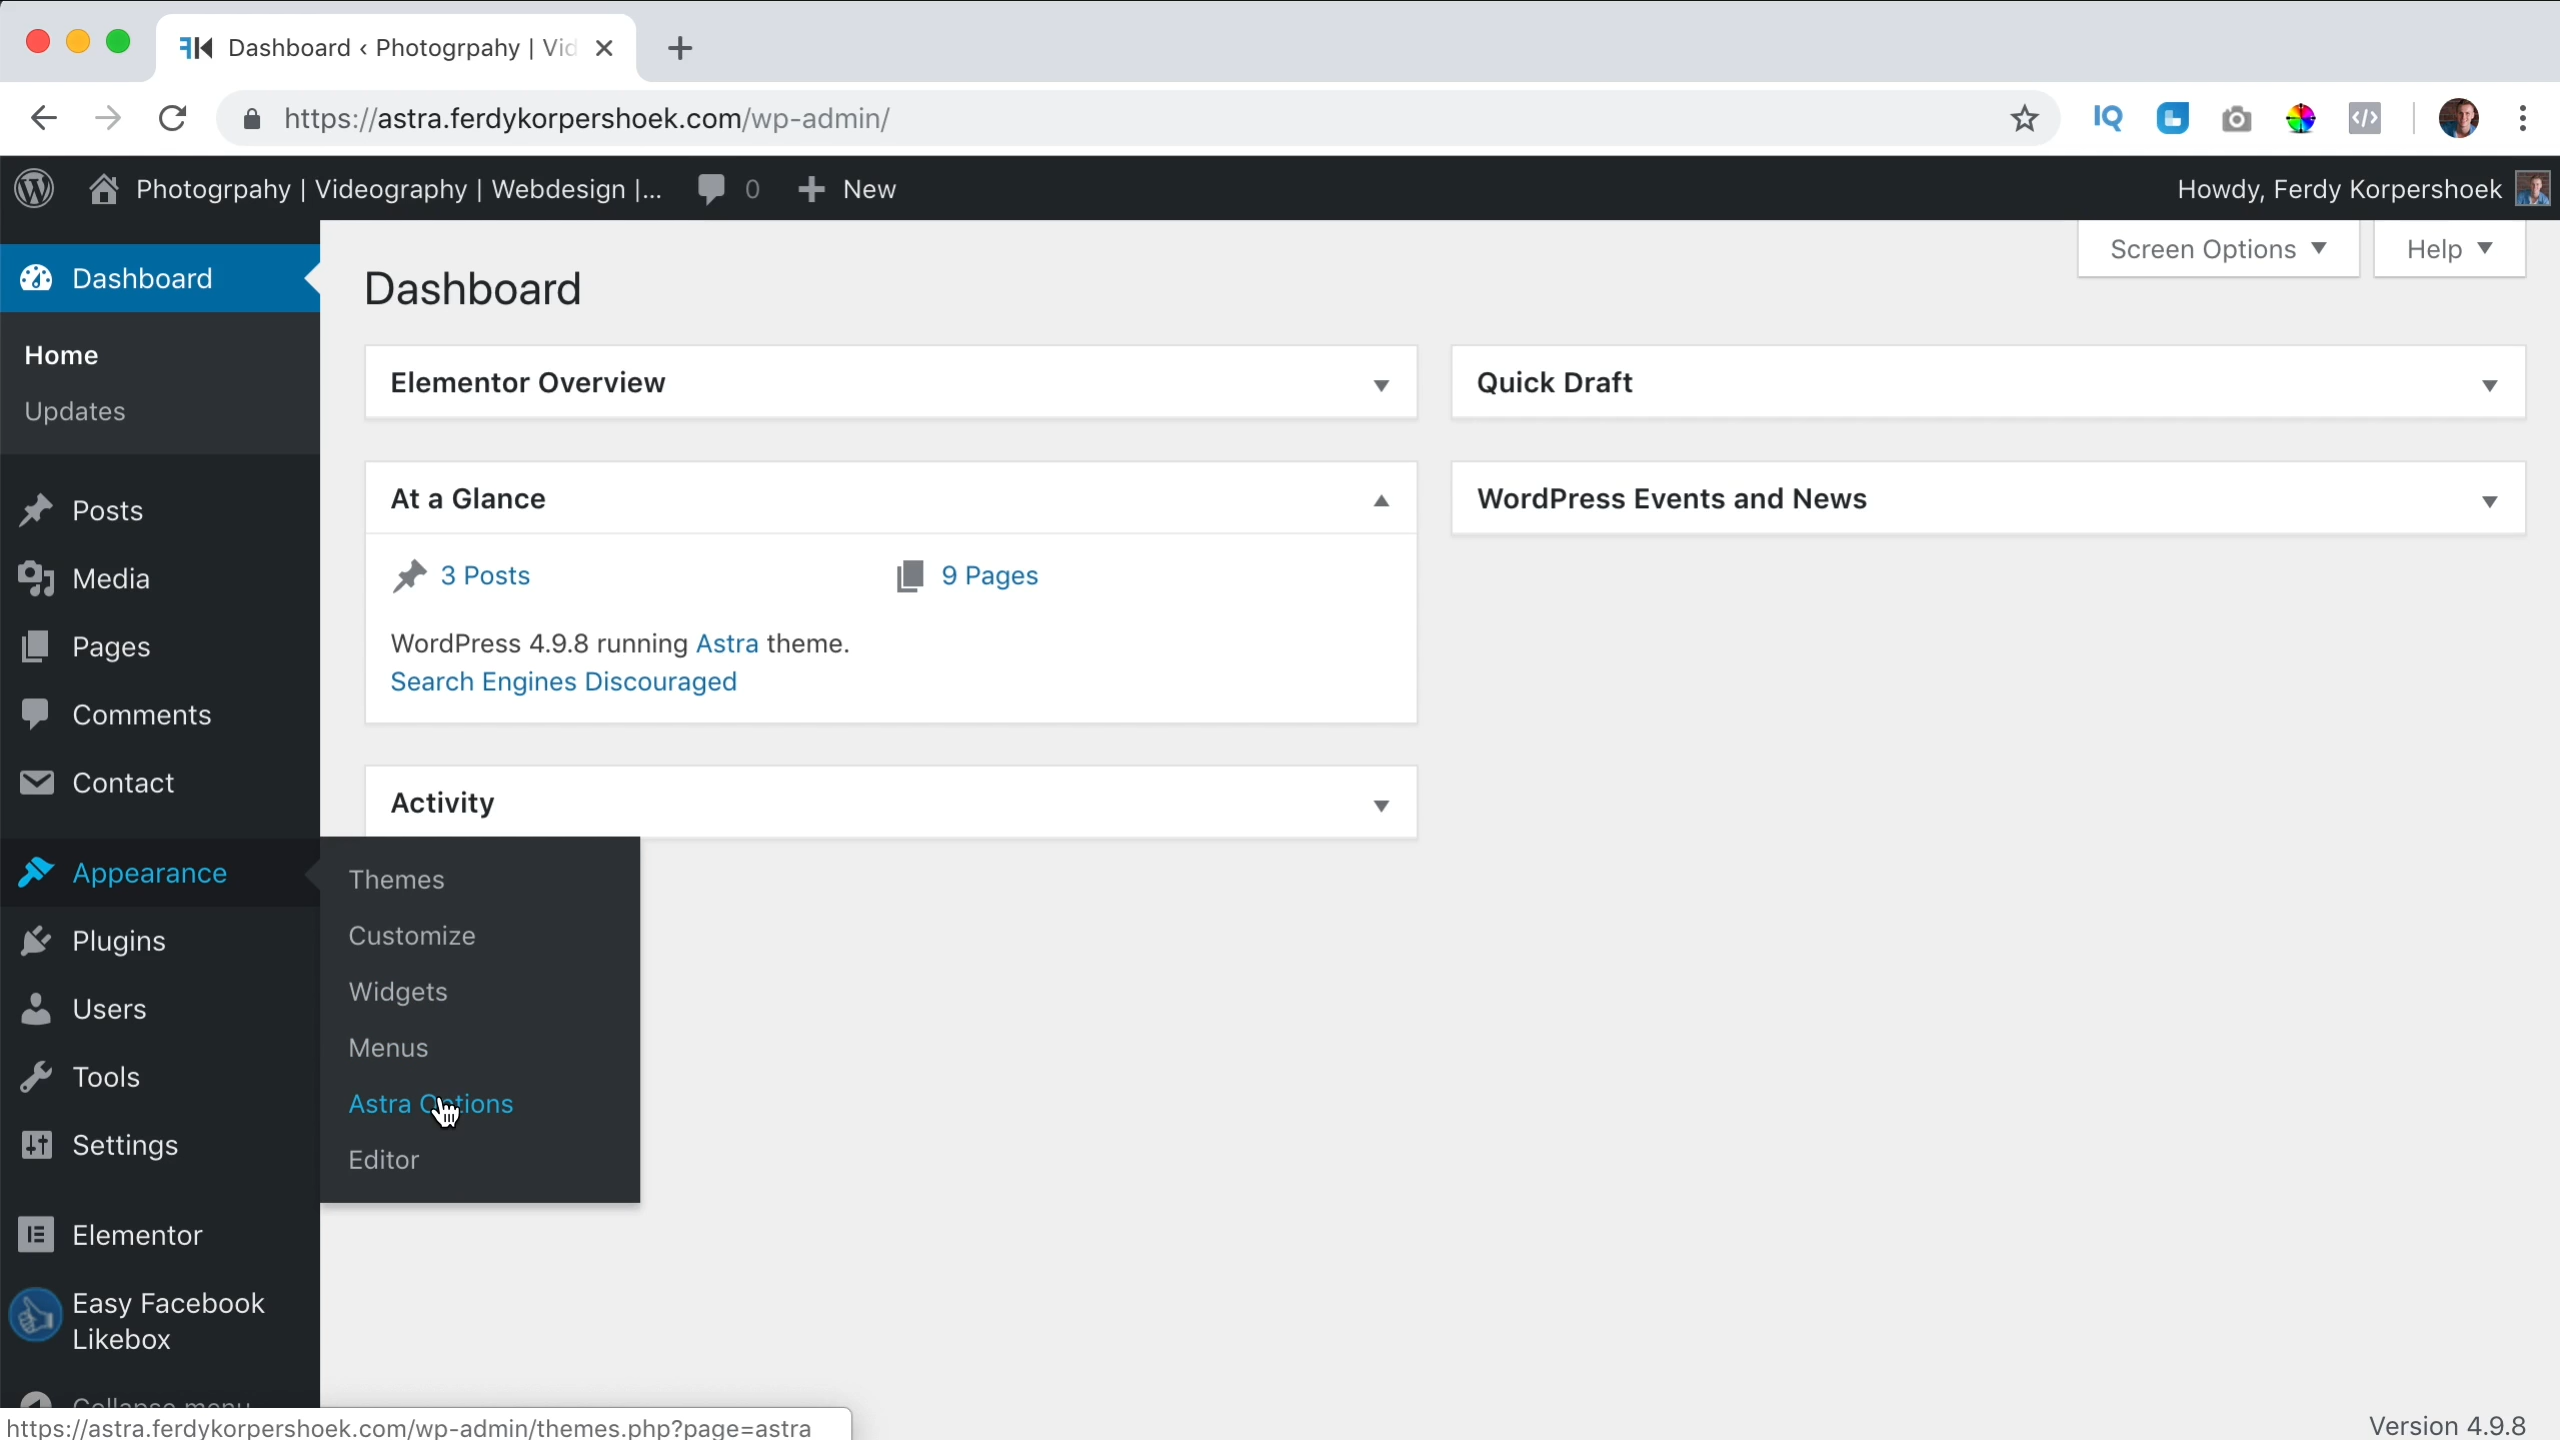 Dashboard ‹ Photogrpahy | Vid
https://astra.ferdykorpershoek.com/wp-admin/
IQ
Photogrpahy | Videography | Webdesign |...
0
New
Howdy, Ferdy Korpershoek
Screen Options
Help
Dashboard
Home
Updates
Posts
Media
Pages
Comments
Contact
Appearance
Plugins
Users
Tools
Settings
Elementor
Easy Facebook
Likebox
Collapse menu
Dashboard
Elementor Overview
Quick Draft
At a Glance
WordPress Events and News
3 Posts
9 Pages
WordPress 4.9.8 running Astra theme.
Search Engines Discouraged
Activity
Themes
Customize
Widgets
Menus
Astra Options
Editor
https://astra.ferdykorpershoek.com/wp-admin/themes.php?page=astra
Version 4.9.8